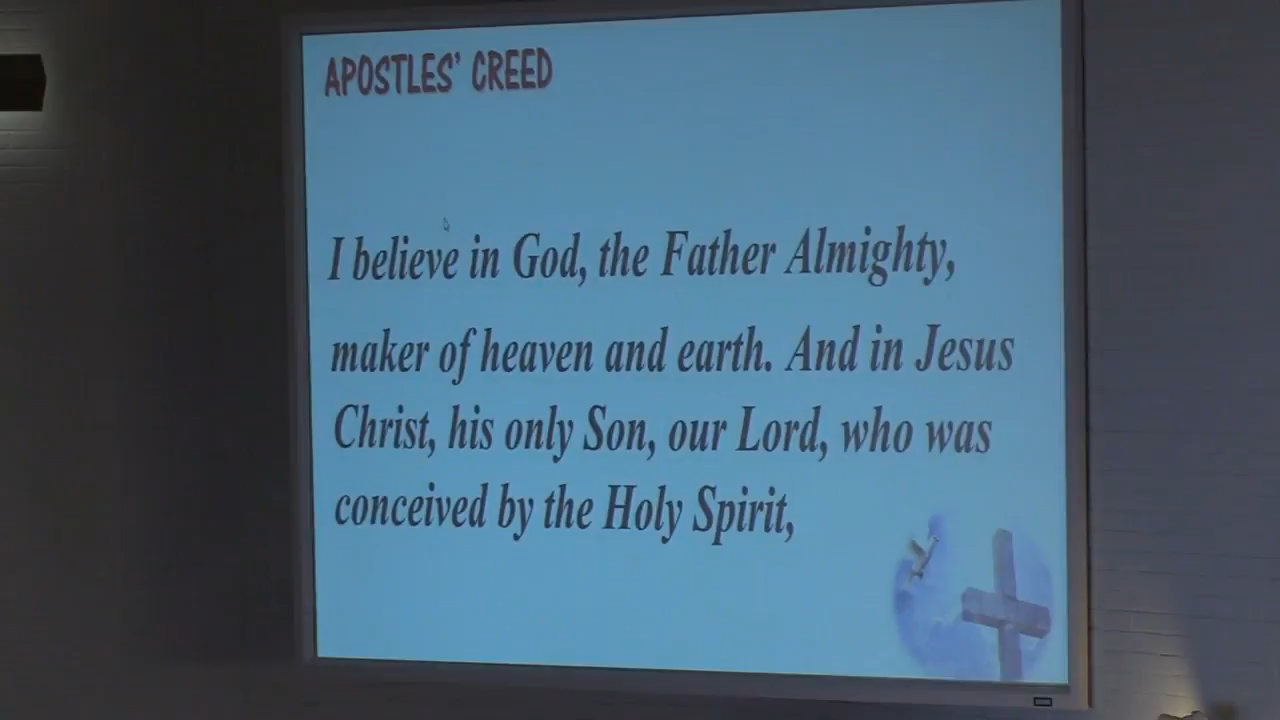 APOSTLES' CREED
I believe in God, the Father Almighty,
maker of heaven and earth. And in Jesus
Christ, his only Son, our Lord, who was
conceived by the Holy Spirit,